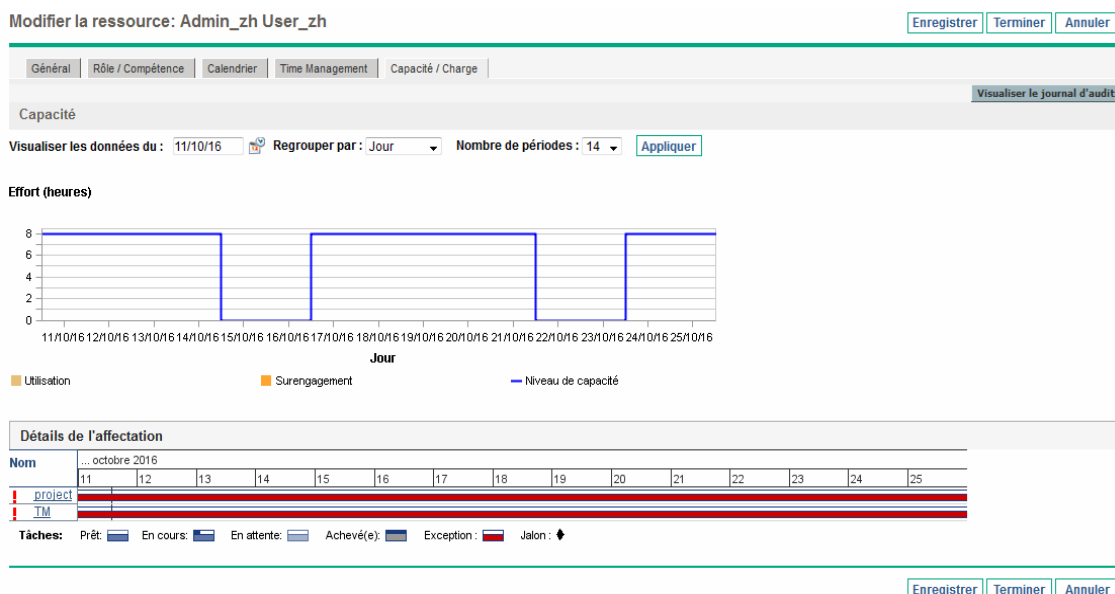 Modifier la ressource: Admin_zh User_zh Enregistrer Terminer Annuler
Général Rôle / Compétence Calendrier Time Management Capacité / Charge
Visualiser le journal d'audit
Capacité
Visualiser les données du : 11/10/16 Regrouper par : Jour Nombre de périodes : 14 Appliquer
Effort (heures)
8
6
4
2
0
11/10/16 12/10/16 13/10/16 14/10/16 15/10/16 16/10/16 17/10/16 18/10/16 19/10/16 20/10/16 21/10/16 22/10/16 23/10/16 24/10/16 25/10/16
Jour
Utilisation Surengagement Niveau de capacité
Détails de l'affectation
Nom ... octobre 2016
11 12 13 14 15 16 17 18 19 20 21 22 23 24 25
project
TM
Tâches: Prêt: En cours: En attente: Achevé(e): Exception : Jalon :
Enregistrer Terminer Annuler